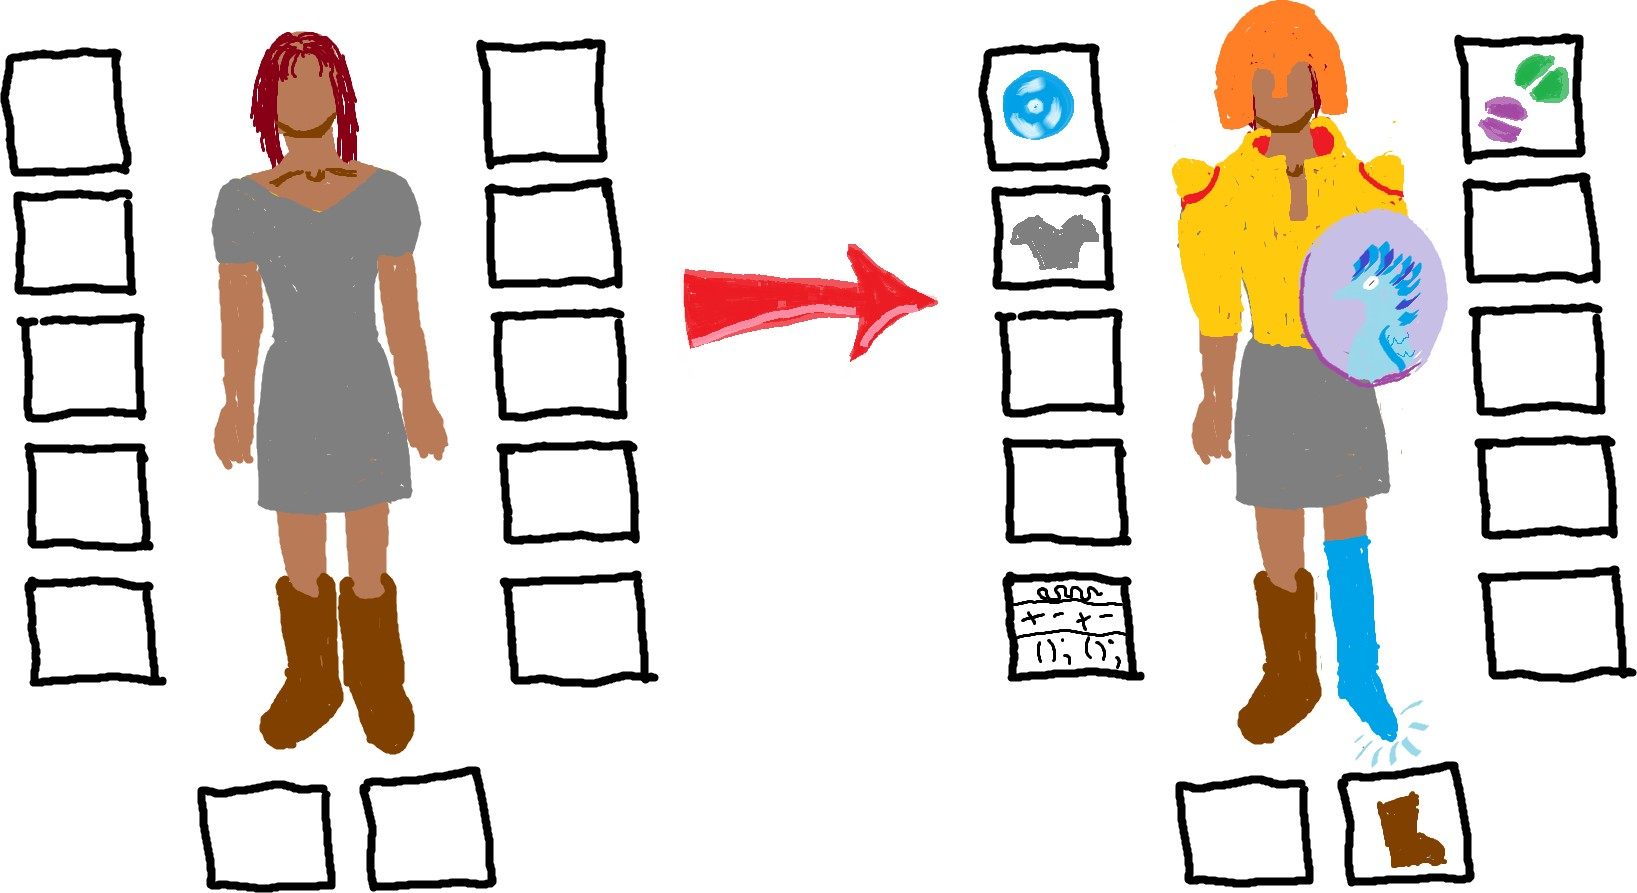 + - + -
(); ();